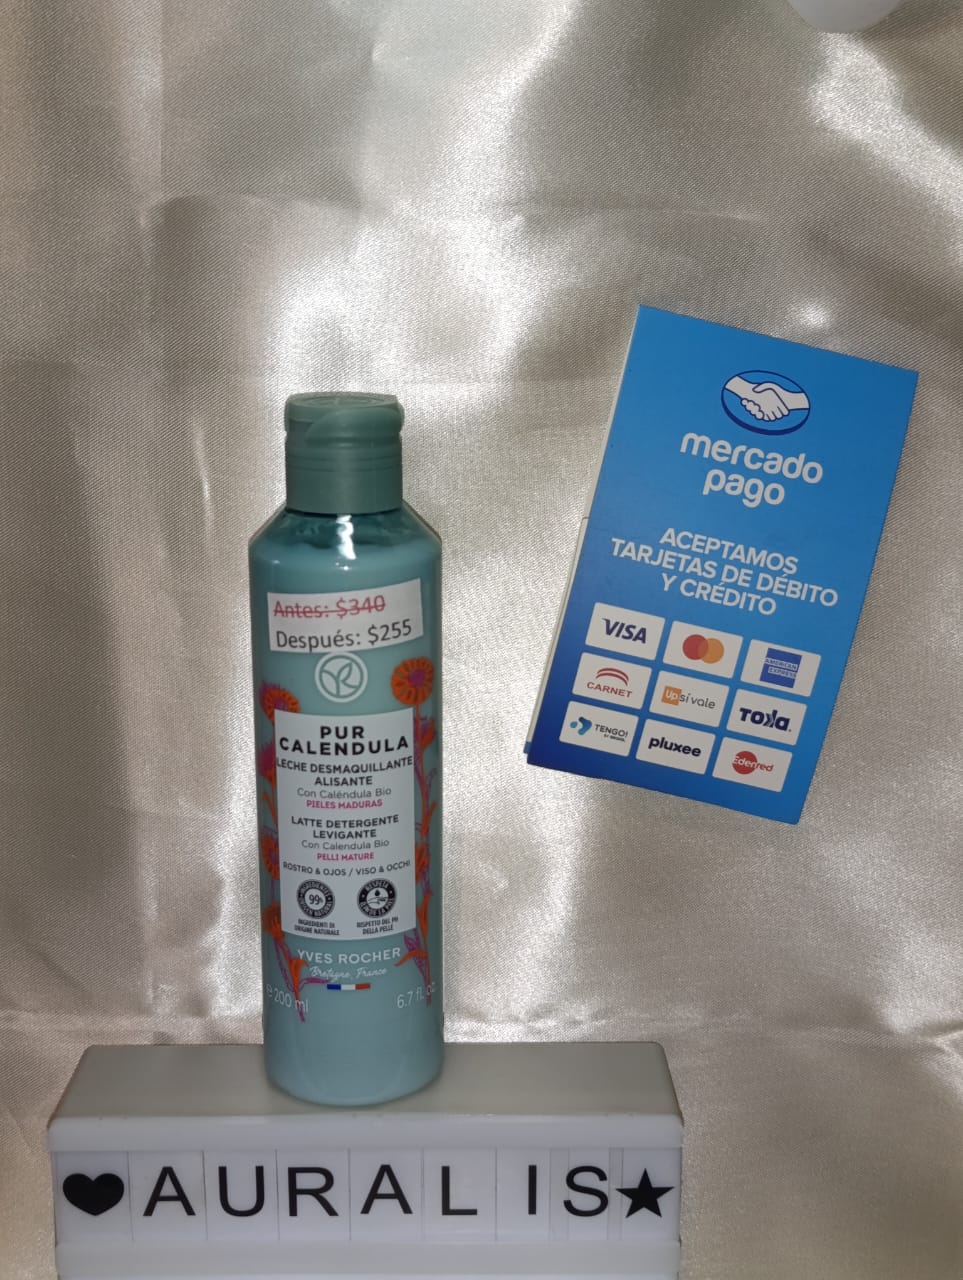 Antes: $340
Después: $255
PUR
CALENDULA
LECHE DESMAQUILLANTE
ALISANTE
Con Caléndula Bio
PIELES MADURAS
LATTE DETERGENTE
LEVIGANTE
Con Calendula Bio
PELLI MATURE
ROSTRO & OJOS / VISO & OCCHI
99%
INGREDIENTI DI
ORIGINE NATURALE
RESPETA
RISPETTO DEL PH
DELLA PELLE
YVES ROCHER
Bretagne, France
e 200 ml
6.7 fl. oz
mercado
pago
ACEPTAMOS
TARJETAS DE DÉBITO
Y CRÉDITO
VISA
AMERICAN
EXPRESS
CARNET
Up sí vale
TOKA
TENGO!
pluxee
Edenred
AURALIS